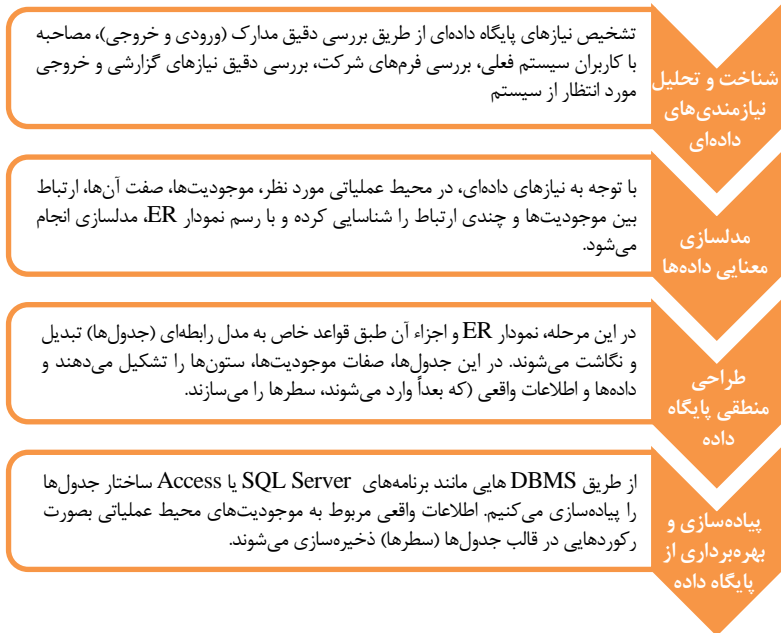 شناخت و تحلیل
نیازمندی‌های
داده‌ای
تشخیص نیازهای پایگاه داده‌ای از طریق بررسی دقیق مدارک (ورودی و خروجی)، مصاحبه
با کاربران سیستم فعلی، بررسی فرم‌های شرکت، بررسی دقیق نیازهای گزارشی و خروجی
مورد انتظار از سیستم
مدلسازی
معنایی داده‌ها
با توجه به نیازهای داده‌ای، در محیط عملیاتی مورد نظر، موجودیت‌ها، صفت آن‌ها، ارتباط
بین موجودیت‌ها و چندی ارتباط را شناسایی کرده و با رسم نمودار ER، مدلسازی انجام
می‌شود.
طراحی
منطقی پایگاه
داده
در این مرحله، نمودار ER و اجزاء آن طبق قواعد خاص به مدل رابطه‌ای (جدول‌ها) تبدیل
و نگاشت می‌شوند. در این جدول‌ها، صفات موجودیت‌ها، ستون‌ها را تشکیل می‌دهند و
داده‌ها و اطلاعات واقعی (که بعداً وارد می‌شوند، سطرها را می‌سازند.
پیاده‌سازی و
بهره‌برداری از
پایگاه داده
از طریق DBMS هایی مانند برنامه‌های SQL Server یا Access ساختار جدول‌ها
را پیاده‌سازی می‌کنیم. اطلاعات واقعی مربوط به موجودیت‌های محیط عملیاتی بصورت
رکوردهایی در قالب جدول‌ها (سطرها) ذخیره‌سازی می‌شوند.